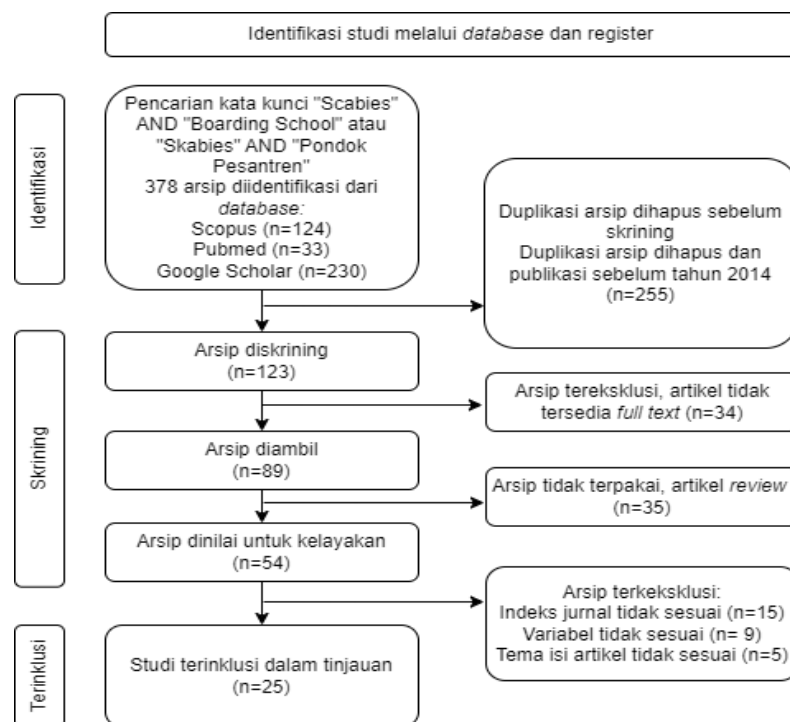 Identifikasi studi melalui database dan register
Identifikasi
Pencarian kata kunci "Scabies"
AND "Boarding School" atau
"Skabies" AND "Pondok
Pesantren"
378 arsip diidentifikasi dari
database:
Scopus (n=124)
Pubmed (n=33)
Google Scholar (n=230)
Duplikasi arsip dihapus sebelum
skrining
Duplikasi arsip dihapus dan
publikasi sebelum tahun 2014
(n=255)
Skrining
Arsip diskrining
(n=123)
Arsip tereksklusi, artikel tidak
tersedia full text (n=34)
Arsip diambil
(n=89)
Arsip tidak terpakai, artikel review
(n=35)
Arsip dinilai untuk kelayakan
(n=54)
Arsip terkeksklusi:
Indeks jurnal tidak sesuai (n=15)
Variabel tidak sesuai (n= 9)
Tema isi artikel tidak sesuai (n=5)
Terinklusi
Studi terinklusi dalam tinjauan
(n=25)